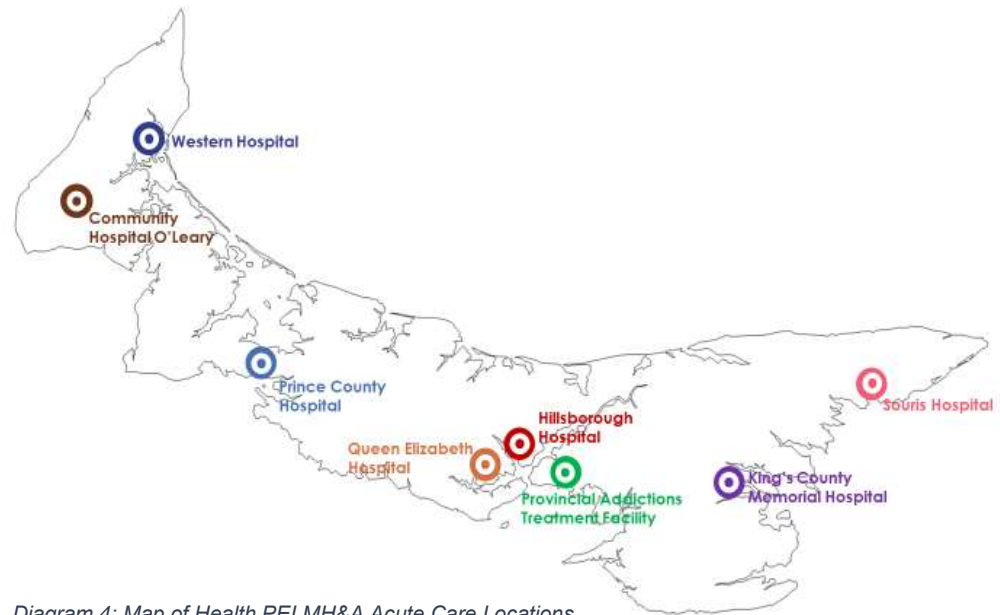 Western Hospital
Community
Hospital O'Leary
Prince County
Hospital
Hillsborough
Hospital
Queen Elizabeth
Hospital
Provincial Addictions
Treatment Facility
Souris Hospital
King's County
Memorial Hospital
Diagram 4: Map of Health PEI MH&A Acute Care Locations